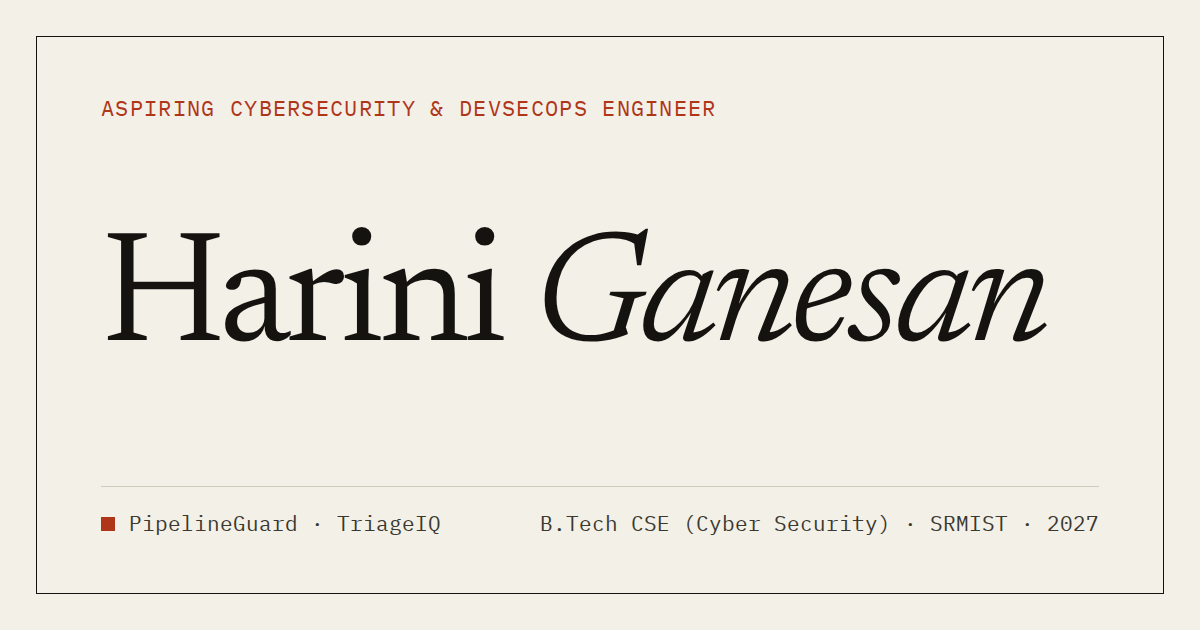 ASPIRING CYBERSECURITY & DEVSECOPS ENGINEER
Harini Ganesan
PipelineGuard · TriageIQ
B.Tech CSE (Cyber Security) · SRMIST · 2027